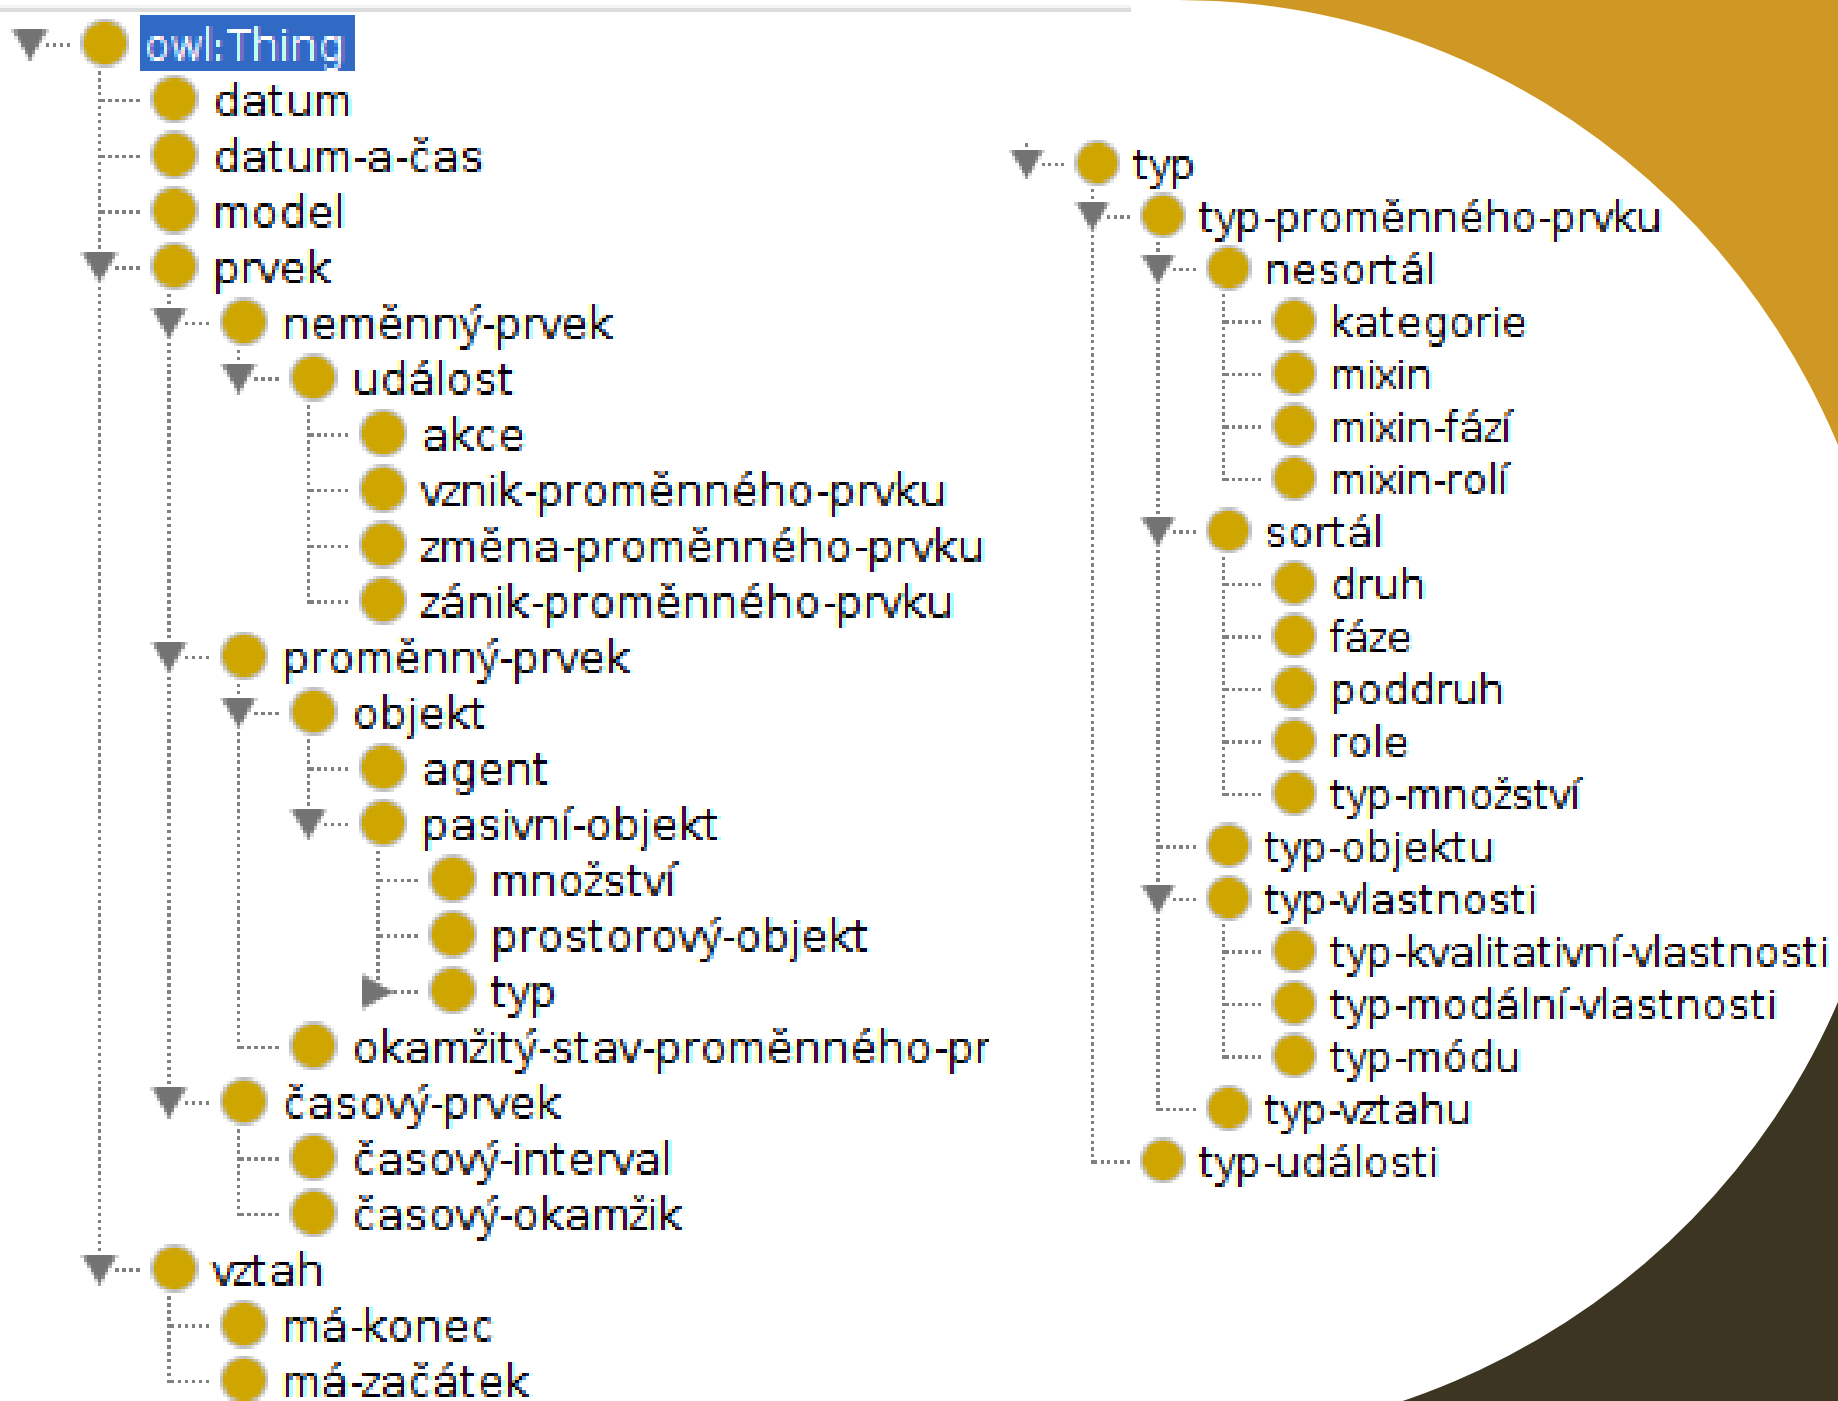 owl:Thing
datum
datum-a-čas
model
prvek
neměnný-prvek
událost
akce
vznik-proměnného-prvku
změna-proměnného-prvku
zánik-proměnného-prvku
proměnný-prvek
objekt
agent
pasivní-objekt
množství
prostorový-objekt
typ
okamžitý-stav-proměnného-pr
časový-prvek
časový-interval
časový-okamžik
vztah
má-konec
má-začátek
typ
typ-proměnného-prvku
nesortál
kategorie
mixin
mixin-fází
mixin-rolí
sortál
druh
fáze
poddruh
role
typ-množství
typ-objektu
typ-vlastnosti
typ-kvalitativní-vlastnosti
typ-modální-vlastnosti
typ-módu
typ-vztahu
typ-události